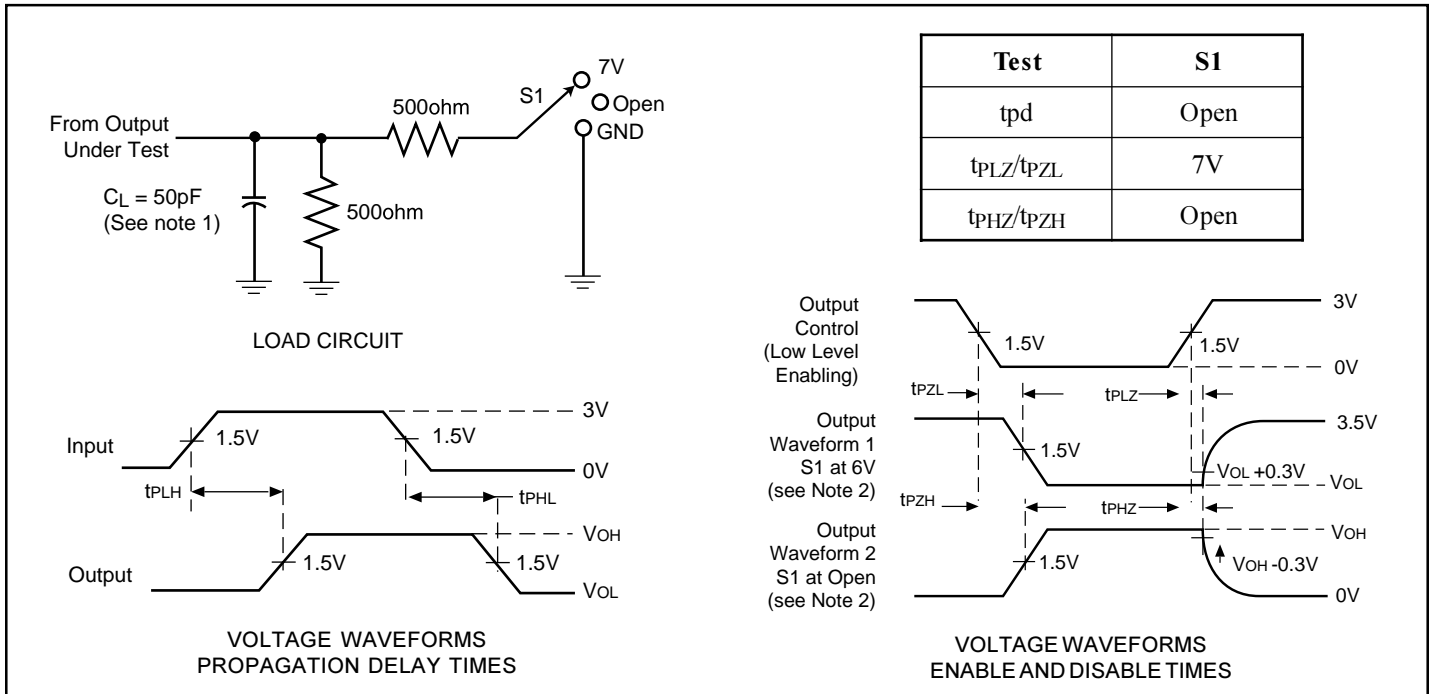 7V
S1
Open
GND
500ohm
From Output
Under Test
CL = 50pF
(See note 1)
500ohm
LOAD CIRCUIT
Test S1
tpd Open
tPLZ/tPZL 7V
tPHZ/tPZH Open
Input
1.5V
1.5V
3V
0V
tPLH
tPHL
Output
1.5V
1.5V
VOH
VOL
VOLTAGE WAVEFORMS
PROPAGATION DELAY TIMES
Output
Control
(Low Level
Enabling)
1.5V
1.5V
3V
0V
tPZL
tPLZ
Output
Waveform 1
S1 at 6V
(see Note 2)
1.5V
3.5V
VOL +0.3V
VOL
tPZH
tPHZ
Output
Waveform 2
S1 at Open
(see Note 2)
1.5V
VOH
VOH -0.3V
0V
VOLTAGE WAVEFORMS
ENABLE AND DISABLE TIMES